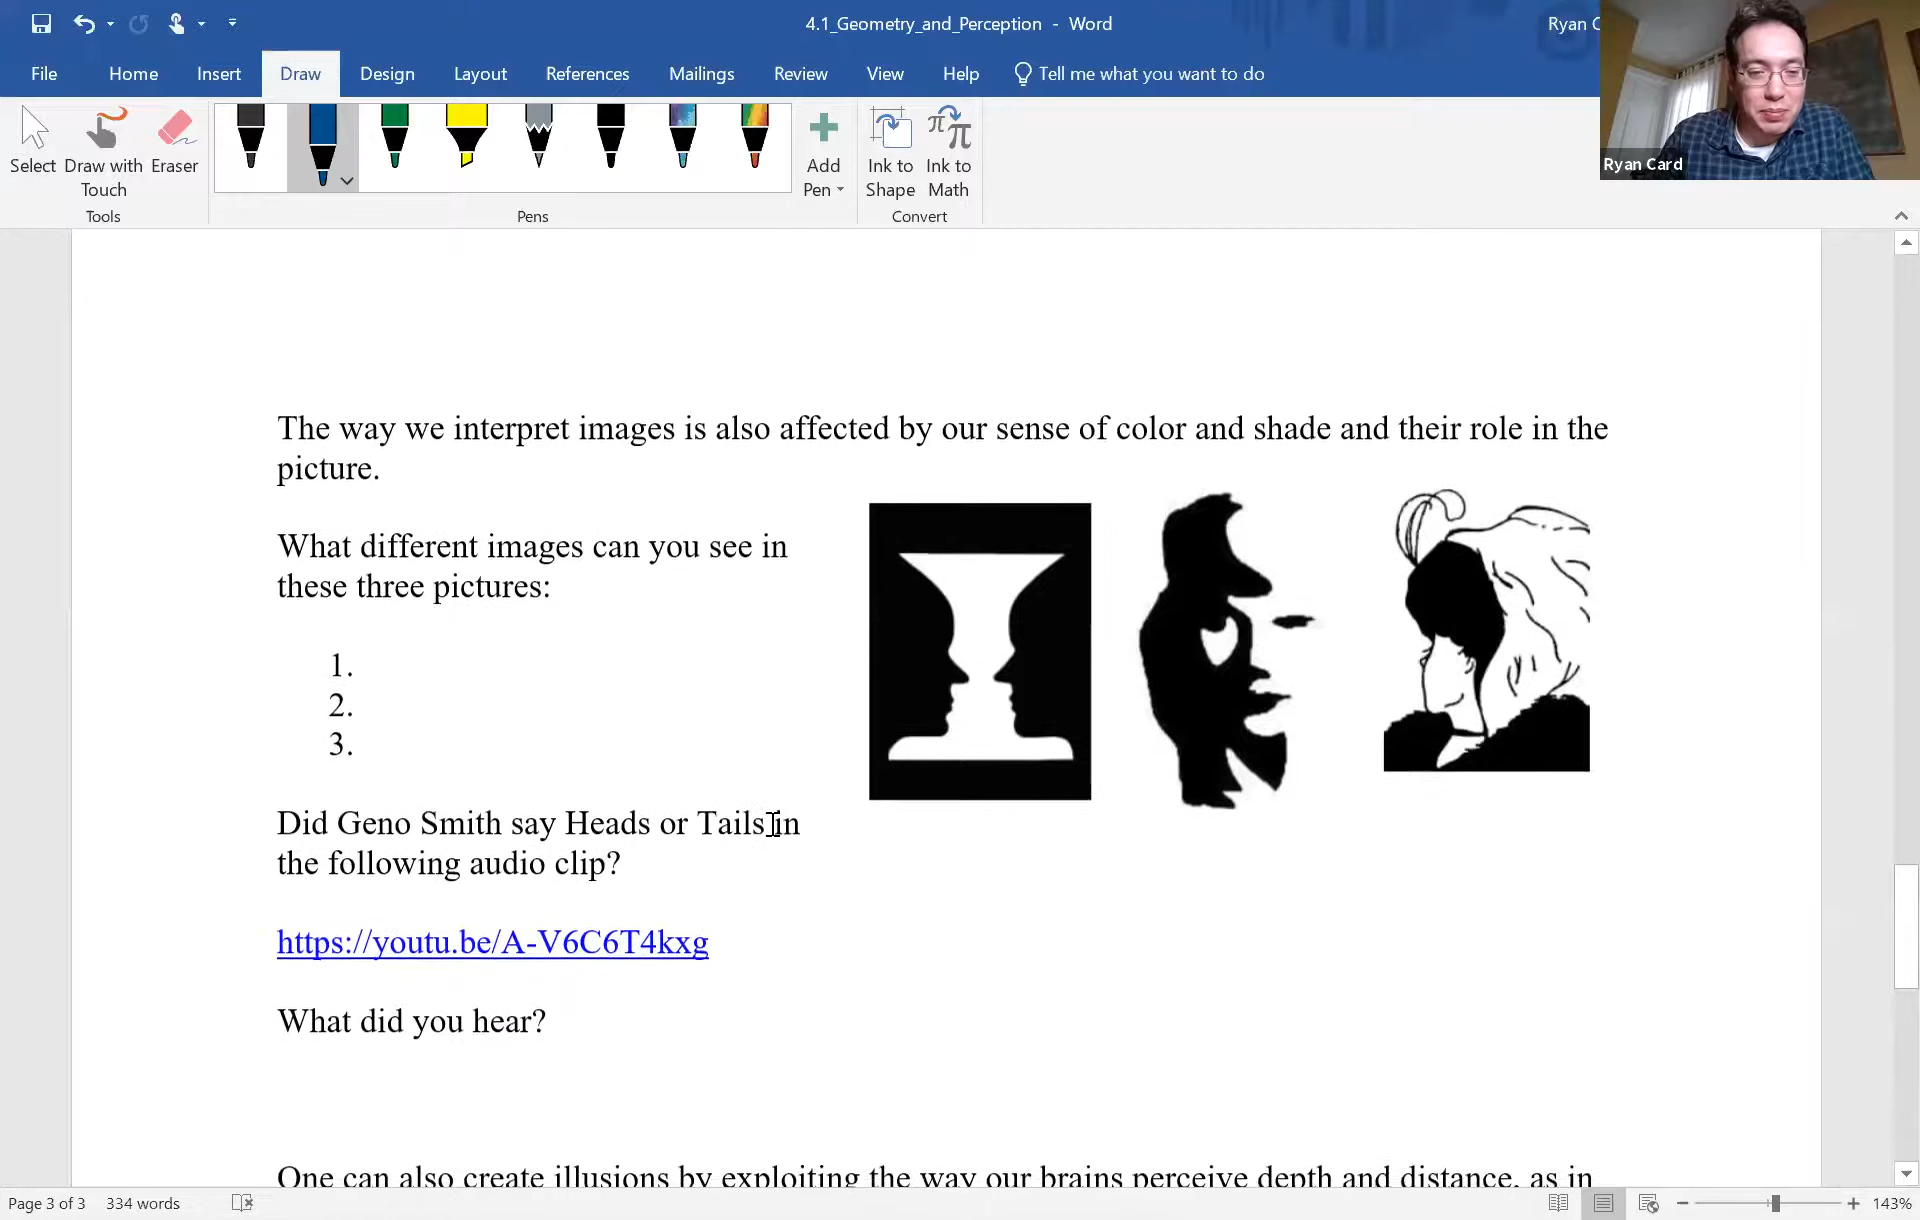 4.1_Geometry_and_Perception - Word
Ryan C
File Home Insert Draw Design Layout References Mailings Review View Help Tell me what you want to do
Select
Draw with Touch
Eraser
Tools
Pens
Add Pen
Ink to Shape
Ink to Math
Convert
Ryan Card
The way we interpret images is also affected by our sense of color and shade and their role in the
picture.
What different images can you see in
these three pictures:
1.
2.
3.
Did Geno Smith say Heads or Tails in
the following audio clip?
https://youtu.be/A-V6C6T4kxg
What did you hear?
One can also create illusions by exploiting the way our brains perceive depth and distance, as in
Page 3 of 3 334 words
143%